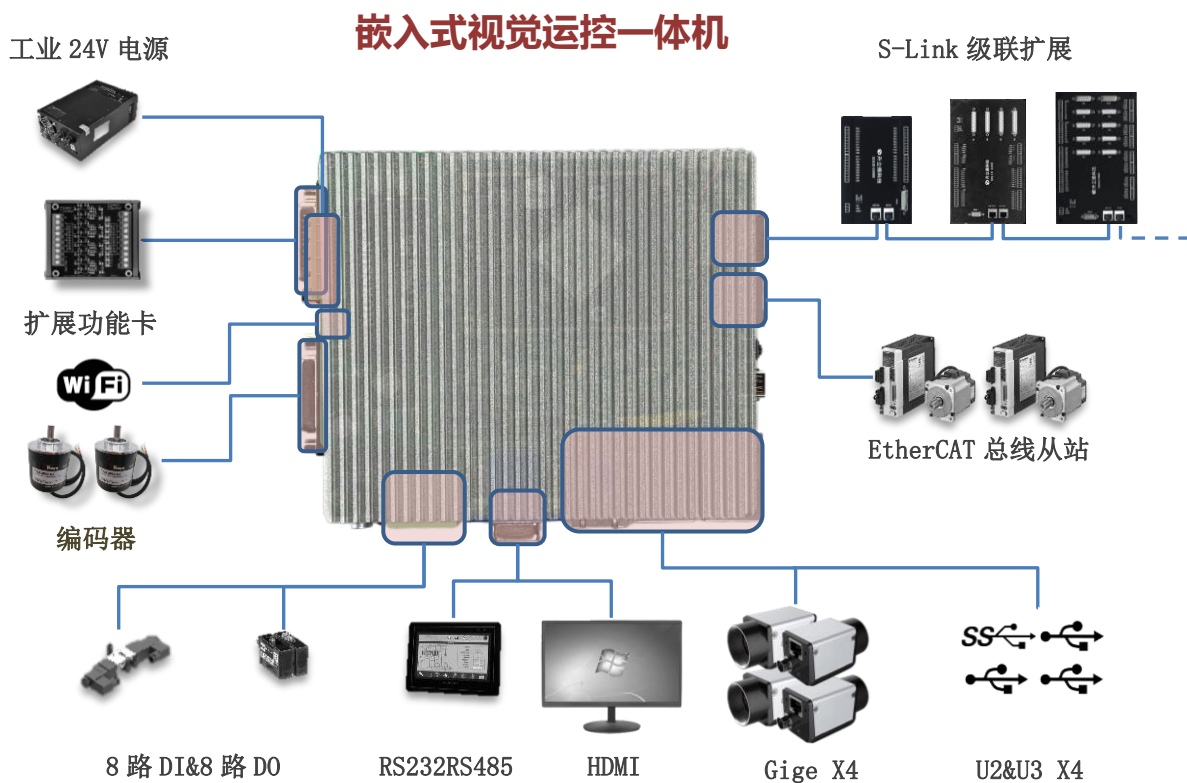 嵌入式视觉运控一体机
工业 24V 电源
S-Link 级联扩展
扩展功能卡
WiFi
EtherCAT 总线从站
编码器
SS
8 路 DI&8 路 DO
RS232RS485
HDMI
Gige X4
U2&U3 X4